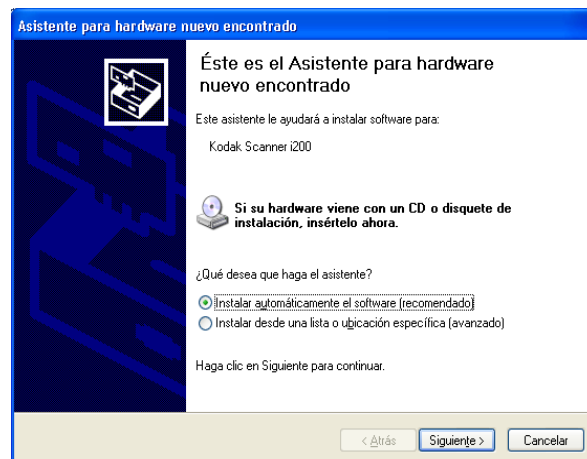 Asistente para hardware nuevo encontrado
Éste es el Asistente para hardware
nuevo encontrado
Este asistente le ayudará a instalar software para:
Kodak Scanner i200
Si su hardware viene con un CD o disquete de
instalación, insértelo ahora.
¿Qué desea que haga el asistente?
Instalar automáticamente el software (recomendado)
Instalar desde una lista o ubicación específica (avanzado)
Haga clic en Siguiente para continuar.
< Atrás Siguiente > Cancelar